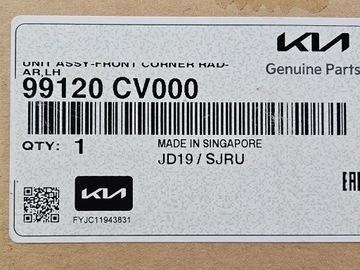 KIA
Genuine Parts
UNIT ASSY-FRONT CORNER RAD-
AR,LH
99120 CV000
QTY: 1
MADE IN SINGAPORE
JD19 / SJRU
KIA
FYJC11943831
EAC